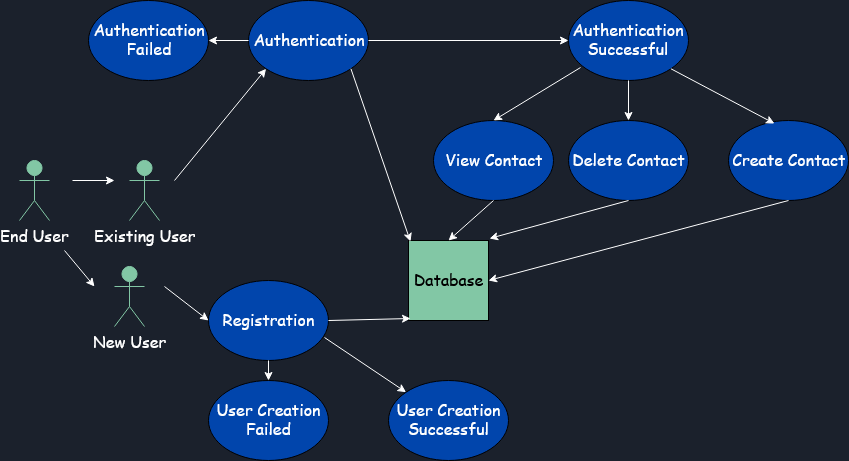 Authentication
Failed
Authentication
Authentication
Successful
View Contact
Delete Contact
Create Contact
End User
Existing User
Database
New User
Registration
User Creation
Failed
User Creation
Successful